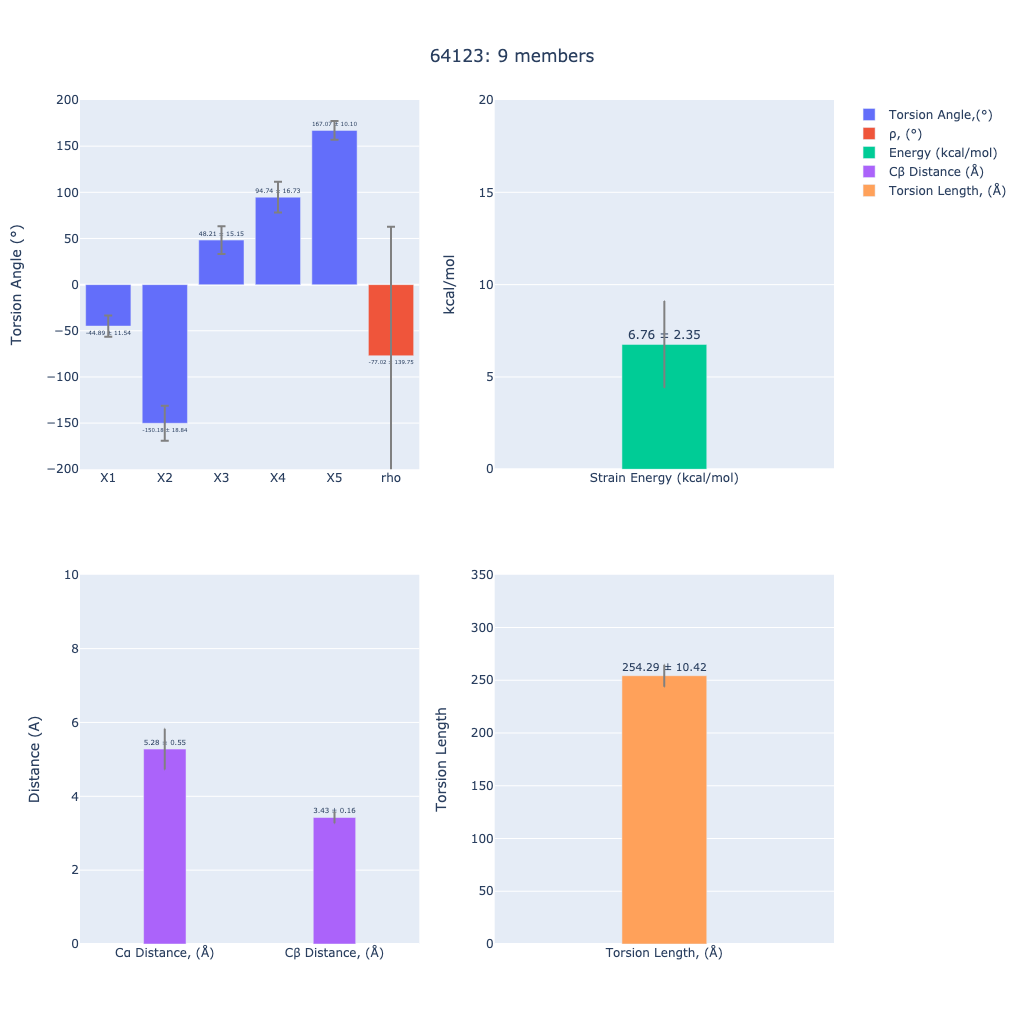 64123: 9 members
200
150
100
50
0
−50
−100
−150
−200
Torsion Angle (°)
-44.89 ± 11.54
-150.18 ± 18.84
48.21 ± 15.15
94.74 ± 16.73
167.07 ± 10.10
-77.02 ± 139.75
X1 X2 X3 X4 X5 rho
20
15
10
5
0
kcal/mol
6.76 ± 2.35
Strain Energy (kcal/mol)
Torsion Angle,(°)
ρ, (°)
Energy (kcal/mol)
Cβ Distance (Å)
Torsion Length, (Å)
10
8
6
4
2
0
Distance (A)
5.28 ± 0.55
3.43 ± 0.16
Cα Distance, (Å) Cβ Distance, (Å)
350
300
250
200
150
100
50
0
Torsion Length
254.29 ± 10.42
Torsion Length, (Å)